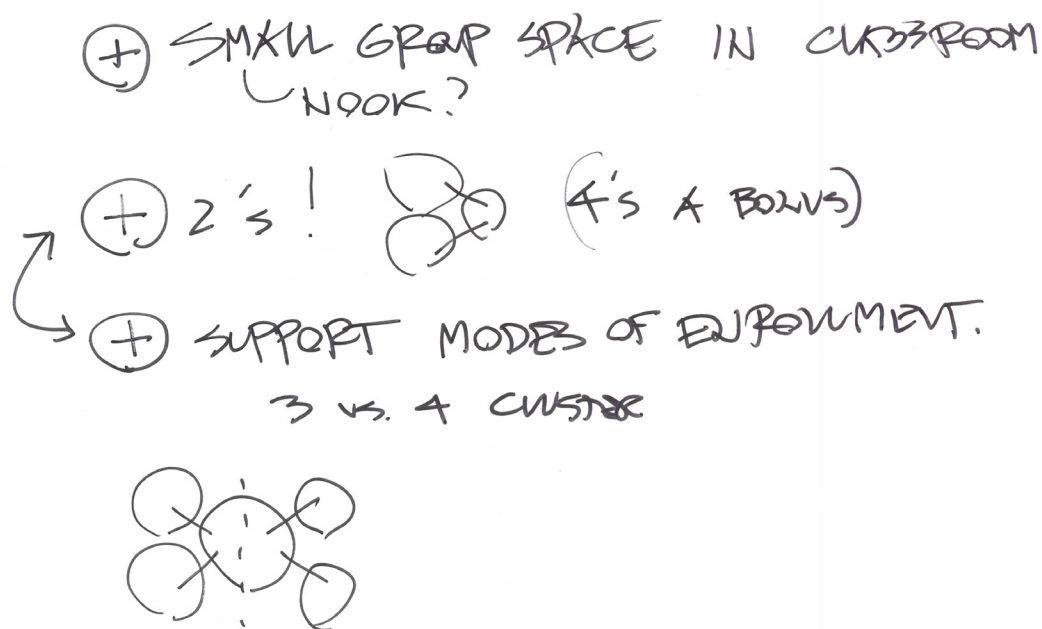 + SMALL GROUP SPACE IN CLASSROOM
NOOK?
+ 2's! (4's A BONUS)
+ SUPPORT MODES OF ENROLLMENT.
3 vs. 4 CLUSTER